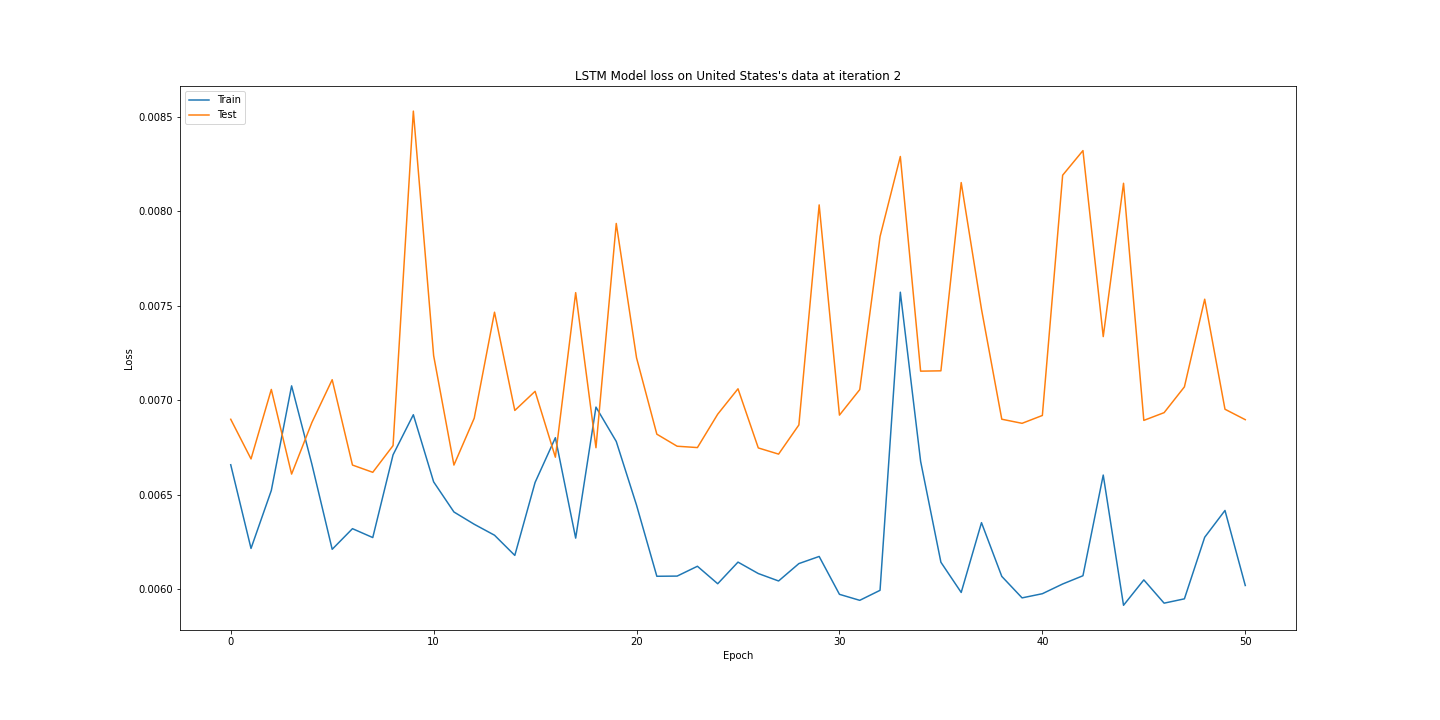 LSTM Model loss on United States's data at iteration 2
Train
Test
0.0085
0.0080
0.0075
0.0070
0.0065
0.0060
Loss
0 10 20 30 40 50
Epoch